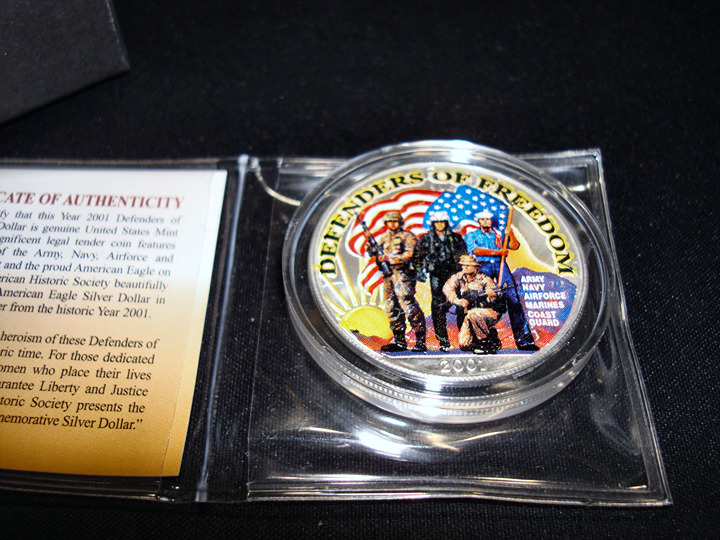 CATE OF AUTHENTICITY
fy that this Year 2001 Defenders of
Dollar is genuine United States Mint
gnificent legal tender coin features
of the Army, Navy, Airforce and
t and the proud American Eagle on
erican Historic Society beautifully
American Eagle Silver Dollar in
er from the historic Year 2001.
heroism of these Defenders of
ric time. For those dedicated
omen who place their lives
arantee Liberty and Justice
toric Society presents the
memorative Silver Dollar.”
DEFENDERS OF FREEDOM
ARMY
NAVY
AIRFORCE
MARINES
COAST
GUARD
2001